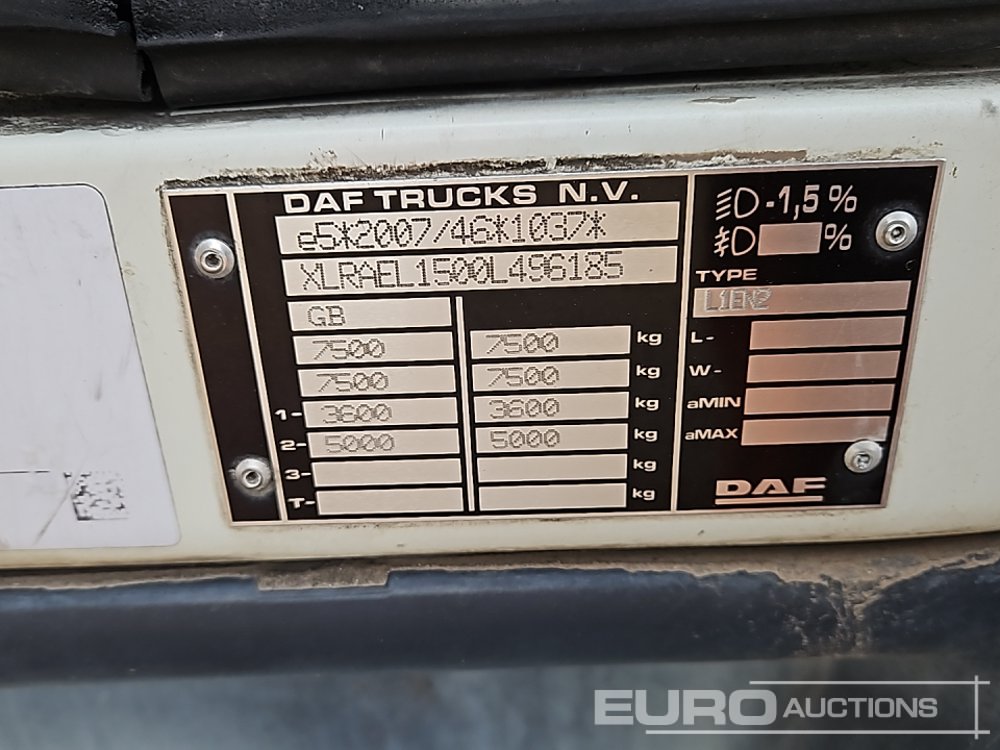 DAF TRUCKS N.V.
e5*2007/46*1037*
XLRAEL1500L496185
GB
7500 7500 kg
7500 7500 kg
1- 3600 3600 kg
2- 5000 5000 kg
3- kg
T- kg
-1,5 %
%
TYPE
L1EN2
L-
W-
aMIN
aMAX
DAF
EURO AUCTIONS